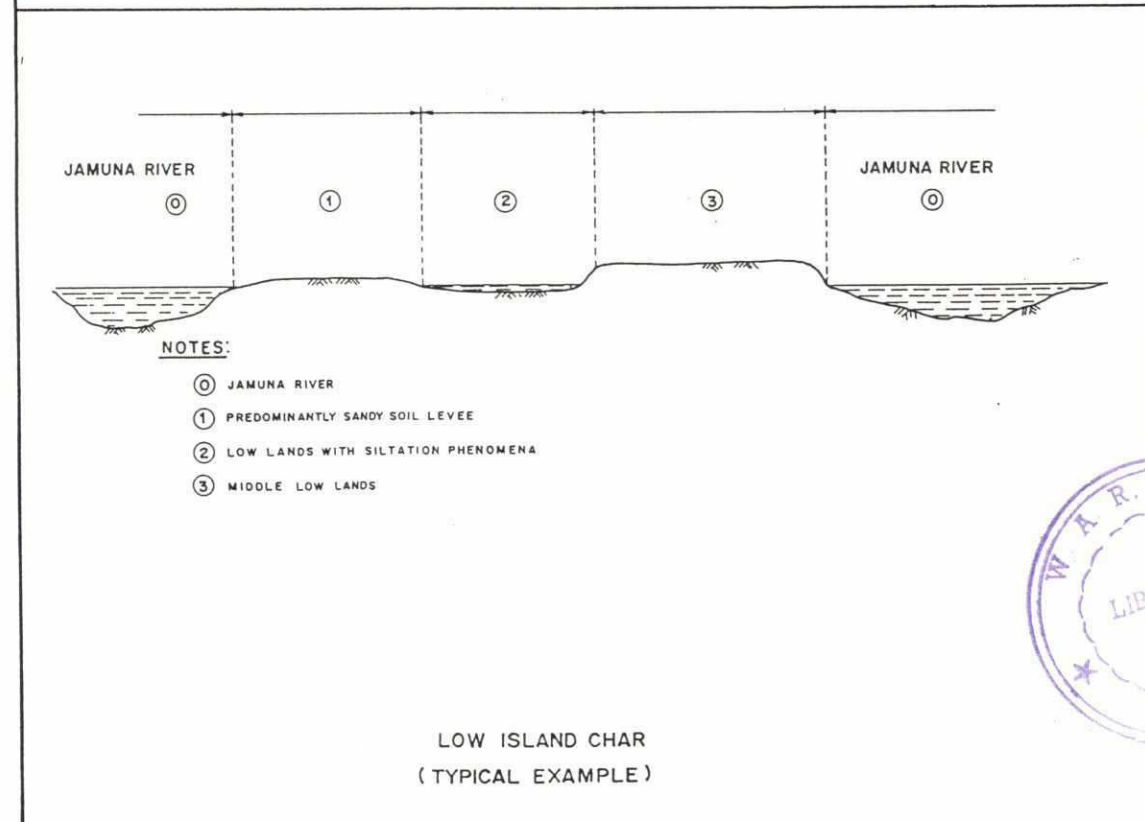 JAMUNA RIVER
⓪
①
②
③
JAMUNA RIVER
⓪
NOTES:
⓪ JAMUNA RIVER
① PREDOMINANTLY SANDY SOIL LEVEE
② LOW LANDS WITH SILTATION PHENOMENA
③ MIDDLE LOW LANDS
W A R.
LIB
LOW ISLAND CHAR
(TYPICAL EXAMPLE)